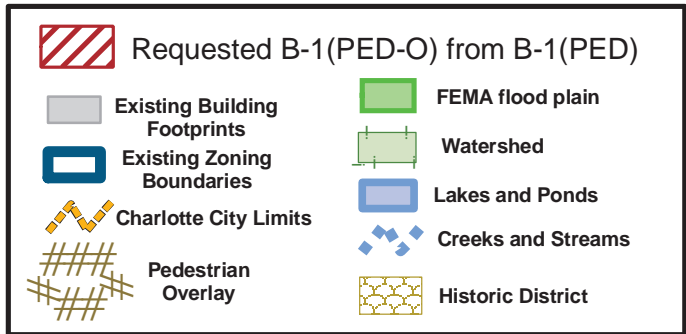 Requested B-1(PED-O) from B-1(PED)
Existing Building
Footprints
Existing Zoning
Boundaries
Charlotte City Limits
Pedestrian
Overlay
FEMA flood plain
Watershed
Lakes and Ponds
Creeks and Streams
Historic District